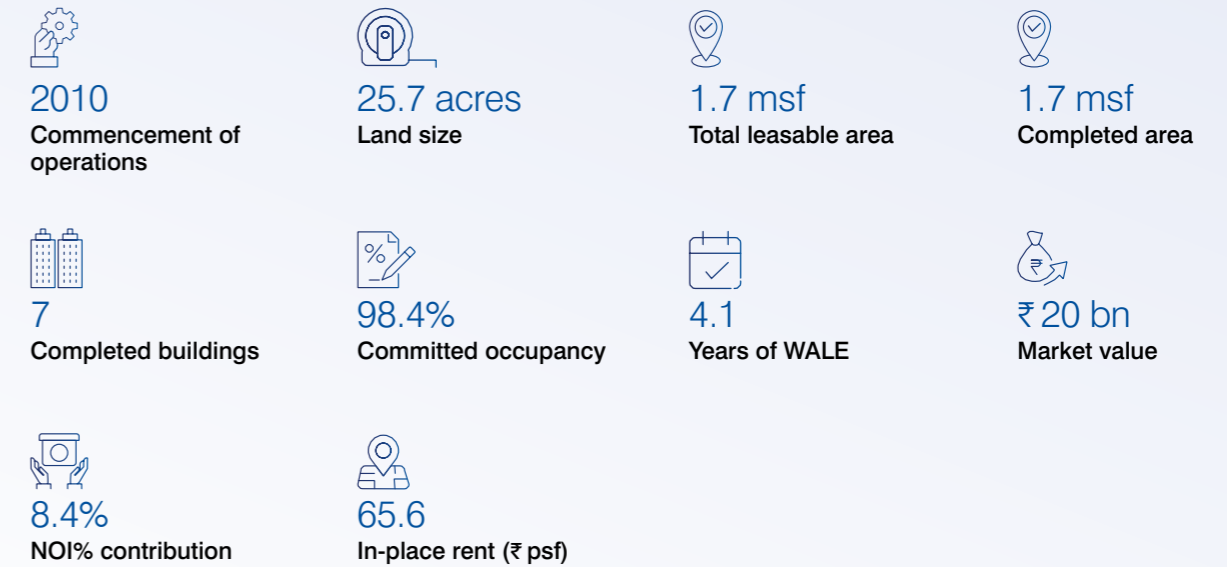 2010
Commencement of
operations
25.7 acres
Land size
1.7 msf
Total leasable area
1.7 msf
Completed area
7
Completed buildings
%
98.4%
Committed occupancy
4.1
Years of WALE
₹
₹ 20 bn
Market value
8.4%
NOI% contribution
65.6
In-place rent (₹ psf)